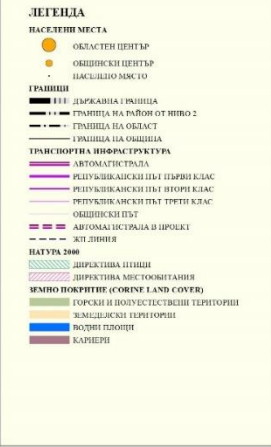 ЛЕГЕНДА
НАСЕЛЕНИ МЕСТА
ОБЛАСТЕН ЦЕНТЪР
ОБЩИНСКИ ЦЕНТЪР
НАСЕЛЕНО МЯСТО
ГРАНИЦИ
ДЪРЖАВНА ГРАНИЦА
ГРАНИЦА НА РАЙОН ОТ НИВО 2
ГРАНИЦА НА ОБЛАСТ
ГРАНИЦА НА ОБЩИНА
ТРАНСПОРТНА ИНФРАСТРУКТУРА
АВТОМАГИСТРАЛА
РЕПУБЛИКАНСКИ ПЪТ ПЪРВИ КЛАС
РЕПУБЛИКАНСКИ ПЪТ ВТОРИ КЛАС
РЕПУБЛИКАНСКИ ПЪТ ТРЕТИ КЛАС
ОБЩИНСКИ ПЪТ
АВТОМАГИСТРАЛА В ПРОЕКТ
ЖП ЛИНИЯ
НАТУРА 2000
ДИРЕКТИВА ПТИЦИ
ДИРЕКТИВА МЕСТООБИТАНИЯ
ЗЕМНО ПОКРИТИЕ (CORINE LAND COVER)
ГОРСКИ И ПОЛУЕСТЕСТВЕНИ ТЕРИТОРИИ
ЗЕМЕДЕЛСКИ ТЕРИТОРИИ
ВОДНИ ПЛОЩИ
КАРИЕРИ